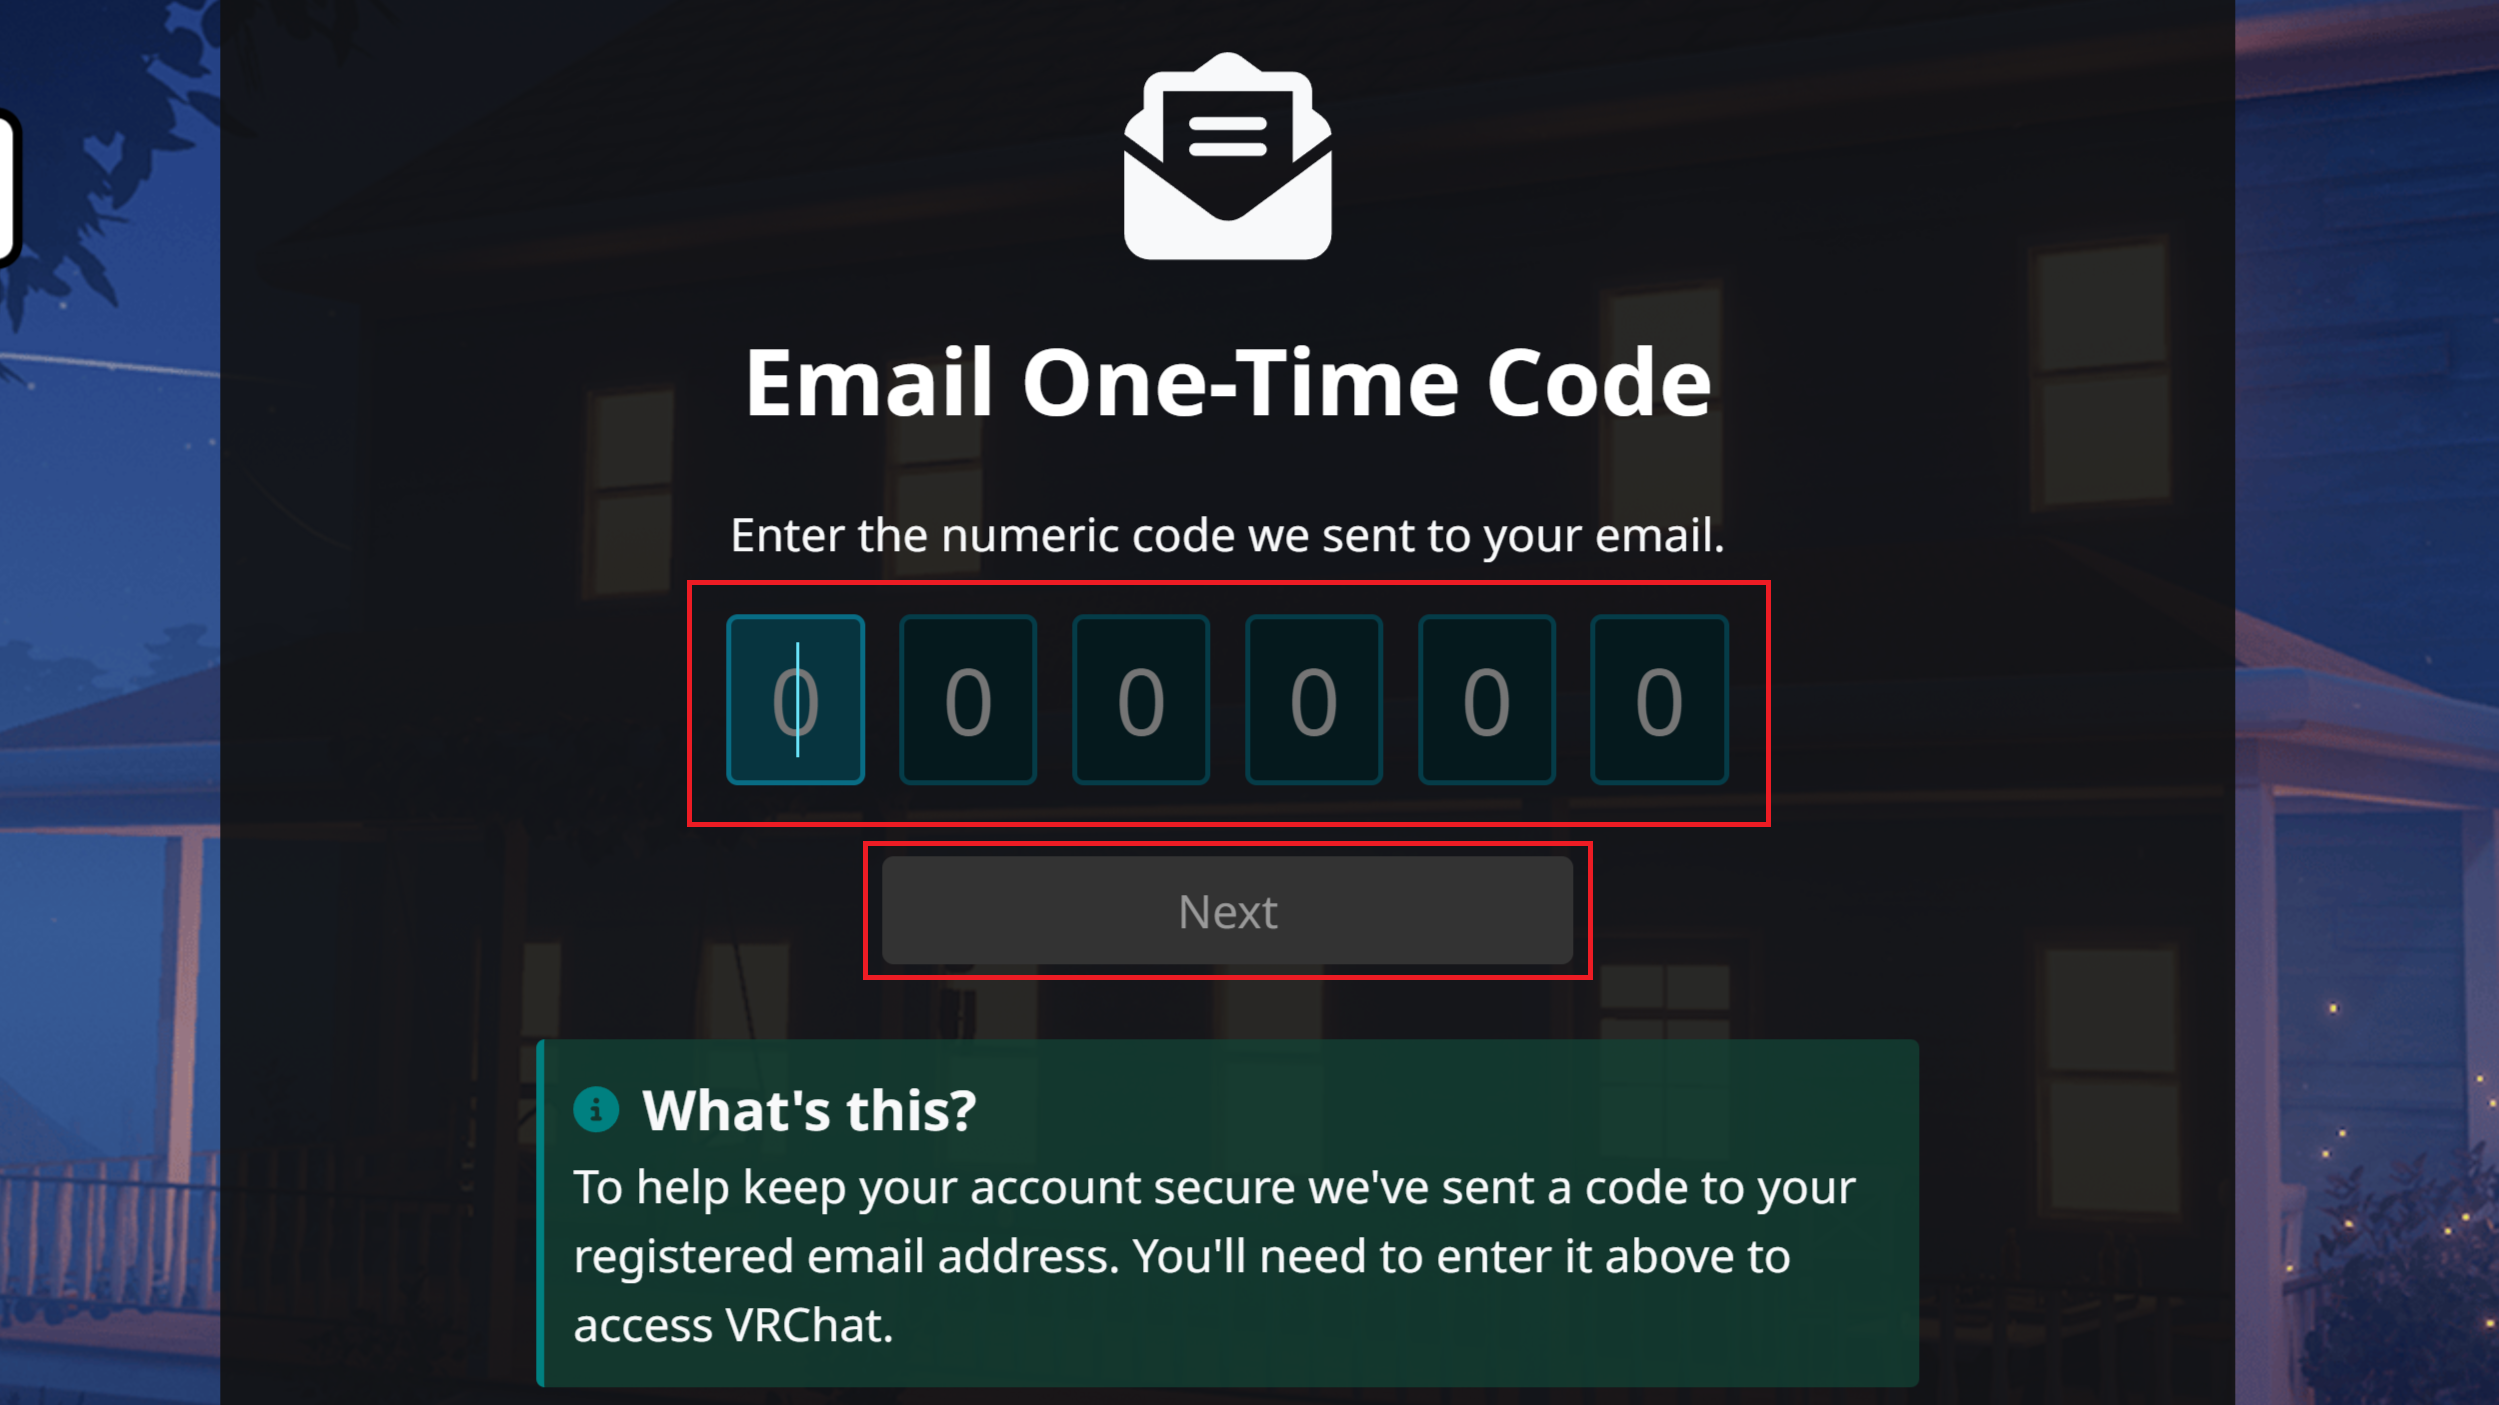 Email One-Time Code
Enter the numeric code we sent to your email.
0 0 0 0 0 0
Next
What's this?
To help keep your account secure we've sent a code to your
registered email address. You'll need to enter it above to
access VRChat.